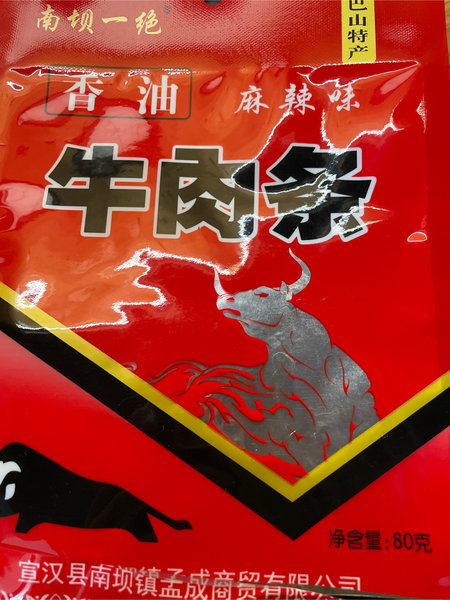 南坝一绝
巴山特产
香油
麻辣味
牛肉条
净含量:80克
宣汉县南坝镇孟成商贸有限公司